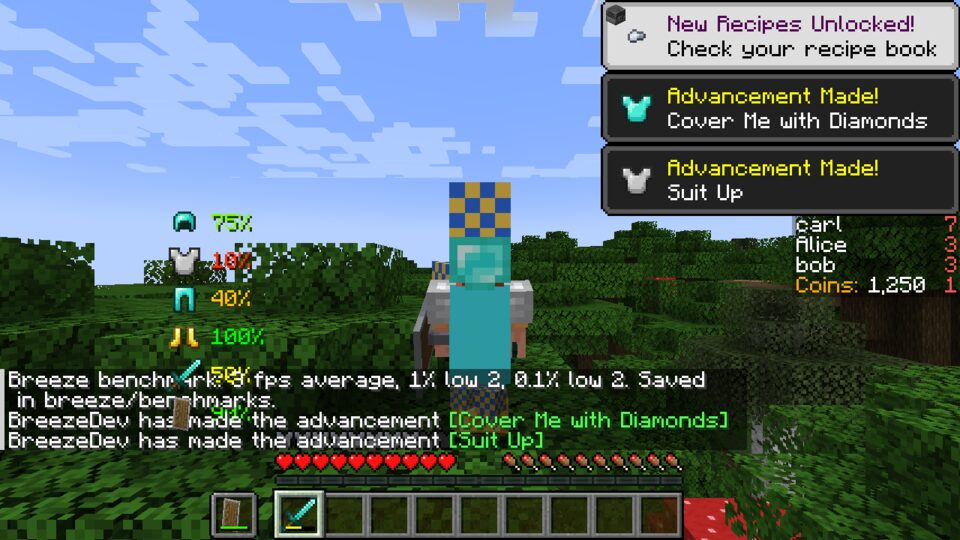 New Recipes Unlocked!
Check your recipe book
Advancement Made!
Cover Me with Diamonds
Advancement Made!
Suit Up
carl 7
Alice 3
bob 3
Coins: 1,250 1
75%
10%
40%
100%
50%
Breeze benchmark: fps average, 1% low 2, 0.1% low 2. Saved
in breeze/benchmarks.
BreezeDev has made the advancement [Cover Me with Diamonds]
BreezeDev has made the advancement [Suit Up]